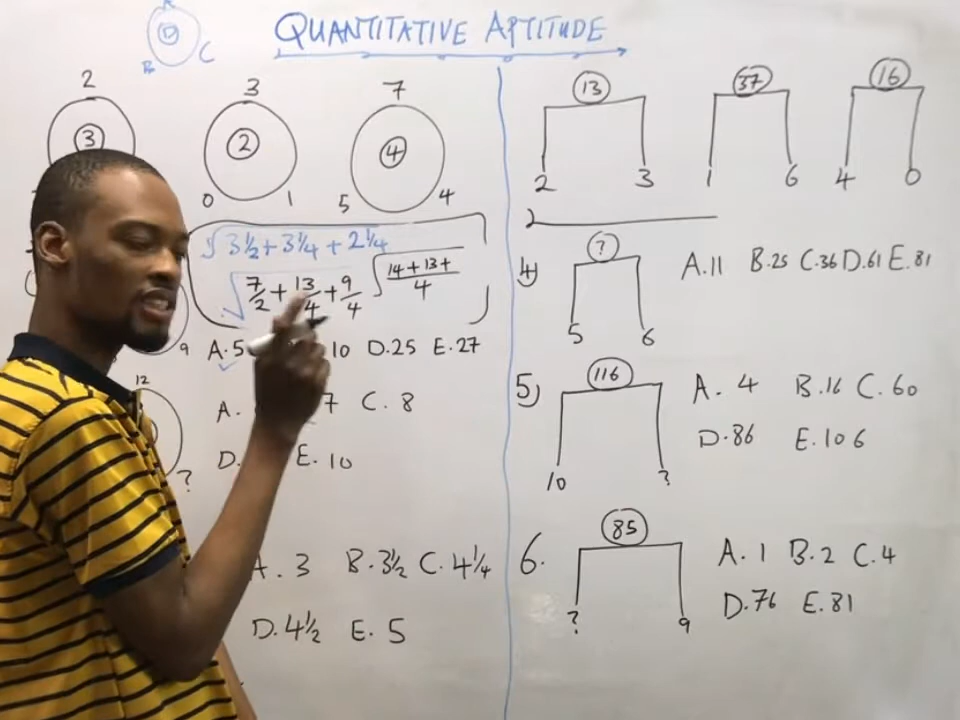 QUANTITATIVE APTITUDE
D
B C
2 3 7
3 2 4
0 1 5 4
√3½ + 3¼ + 2¼
√7/2 + 13/4 + 9/4 √14 + 13 + / 4
9 A. 5 10 D. 25 E. 27
12
A. 7 C. 8
D. E. 10
?
A. 3 B. 3½ C. 4¼
D. 4½ E. 5
13 37 16
2 3 1 6 4 0
4) ? A. 11 B. 25 C. 36 D. 61 E. 81
5 6
5) 116 A. 4 B. 16 C. 60
D. 86 E. 106
10 ?
6. 85 A. 1 B. 2 C. 4
D. 76 E. 81
? 9